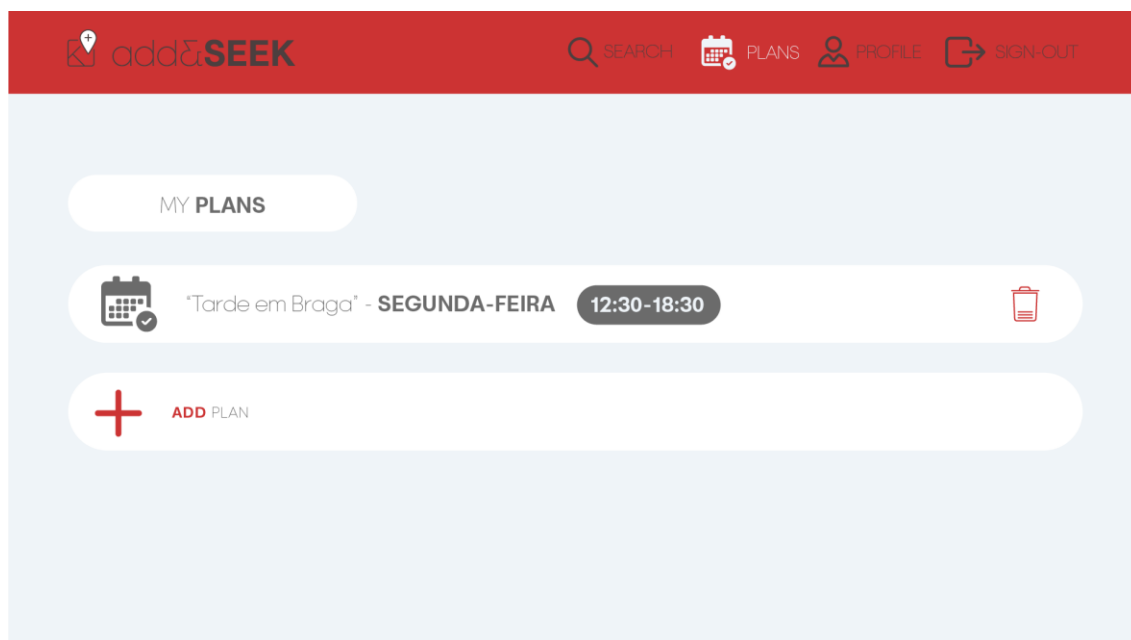 add&SEEK
SEARCH
PLANS
PROFILE
SIGN-OUT
MY PLANS
"Tarde em Braga" - SEGUNDA-FEIRA 12:30-18:30
ADD PLAN